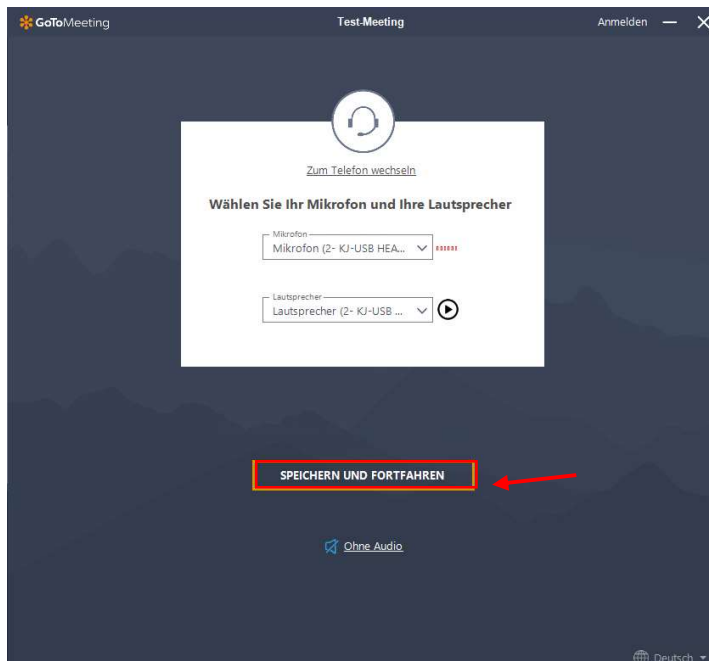 GoToMeeting
Test-Meeting
Anmelden
Zum Telefon wechseln
Wählen Sie Ihr Mikrofon und Ihre Lautsprecher
Mikrofon
Mikrofon (2- KJ-USB HEA...
Lautsprecher
Lautsprecher (2- KJ-USB ...
SPEICHERN UND FORTFAHREN
Ohne Audio
Deutsch